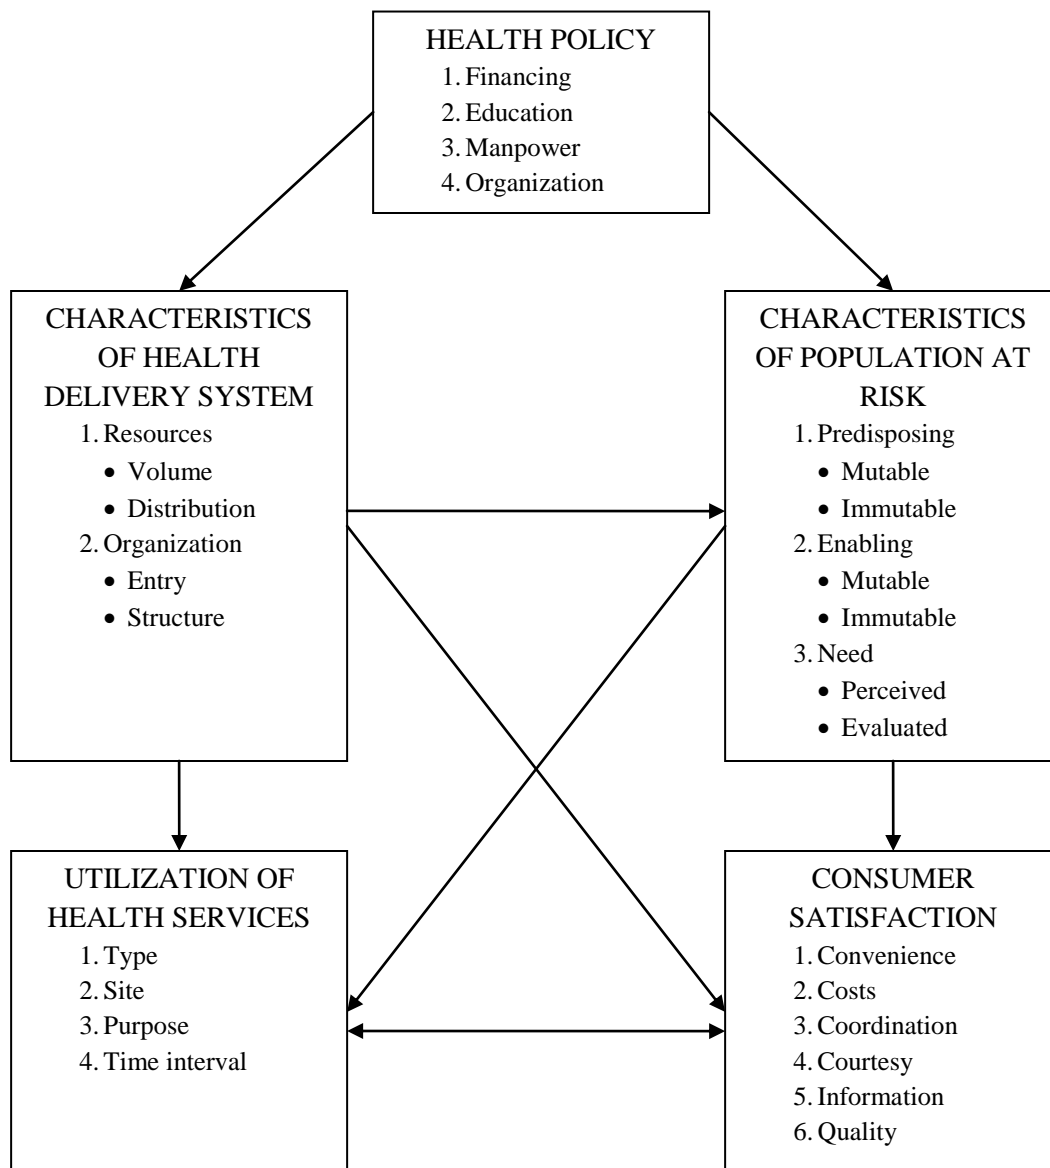 HEALTH POLICY
1. Financing
2. Education
3. Manpower
4. Organization
CHARACTERISTICS
OF HEALTH
DELIVERY SYSTEM
1. Resources
• Volume
• Distribution
2. Organization
• Entry
• Structure
CHARACTERISTICS
OF POPULATION AT
RISK
1. Predisposing
• Mutable
• Immutable
2. Enabling
• Mutable
• Immutable
3. Need
• Perceived
• Evaluated
UTILIZATION OF
HEALTH SERVICES
1. Type
2. Site
3. Purpose
4. Time interval
CONSUMER
SATISFACTION
1. Convenience
2. Costs
3. Coordination
4. Courtesy
5. Information
6. Quality